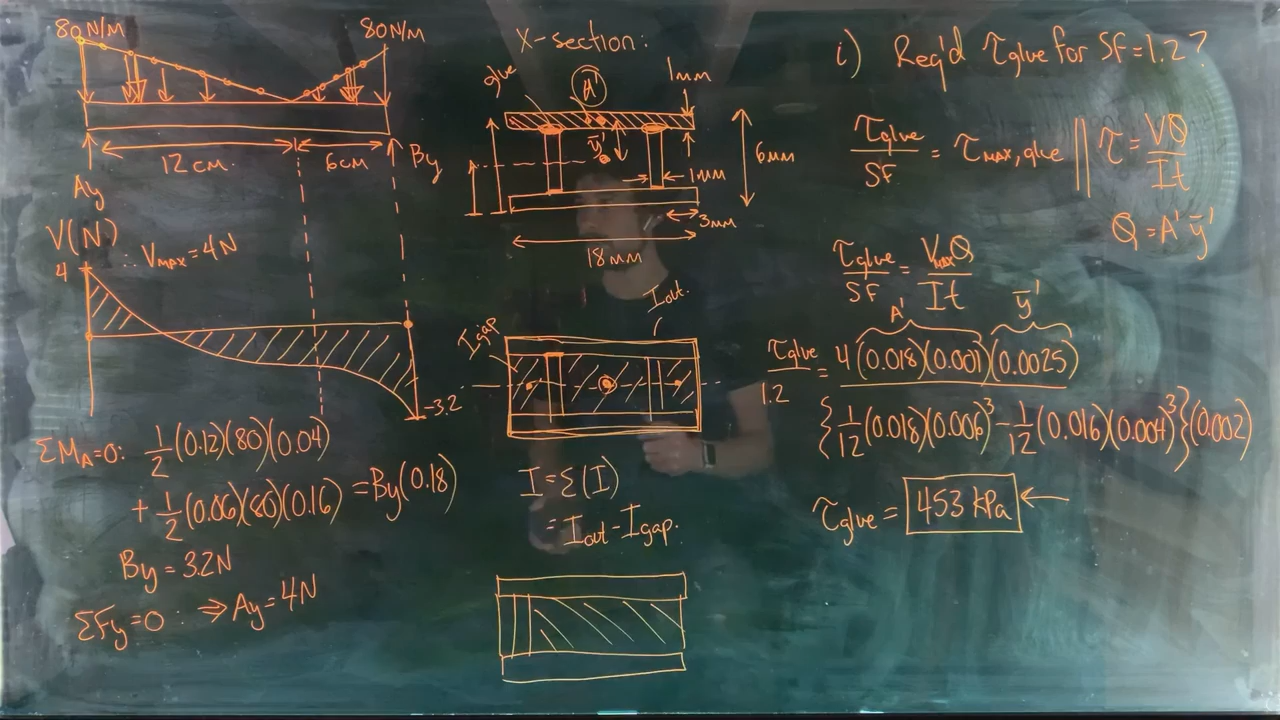 80 N/M
80 N/M
12 cm.
6 cm
Ay
By
V(N)
4
∴ VMAX = 4N
-3.2
ΣMA=0: 1/2 (0.12)(80)(0.04)
+ 1/2 (0.06)(80)(0.16) = By(0.18)
By = 3.2N
ΣFy=0 : ⇒ Ay = 4N
X-section:
glue
A'
1mm
ȳ'
6mm
1mm
3mm
18mm
Iout.
Igap
I = Σ(I)
= Iout - Igap.
i) Req'd τglue for SF=1.2?
τglue/SF = τMAX,glue || τ = VQ/It
Q = A'ȳ'
τglue/SF = VMAXQ/It
A' ȳ'
τglue/1.2 = 4(0.018)(0.001)(0.0025)
{1/12(0.018)(0.006)³ - 1/12(0.016)(0.004)³}(0.002)
τglue = 453 kPa ←